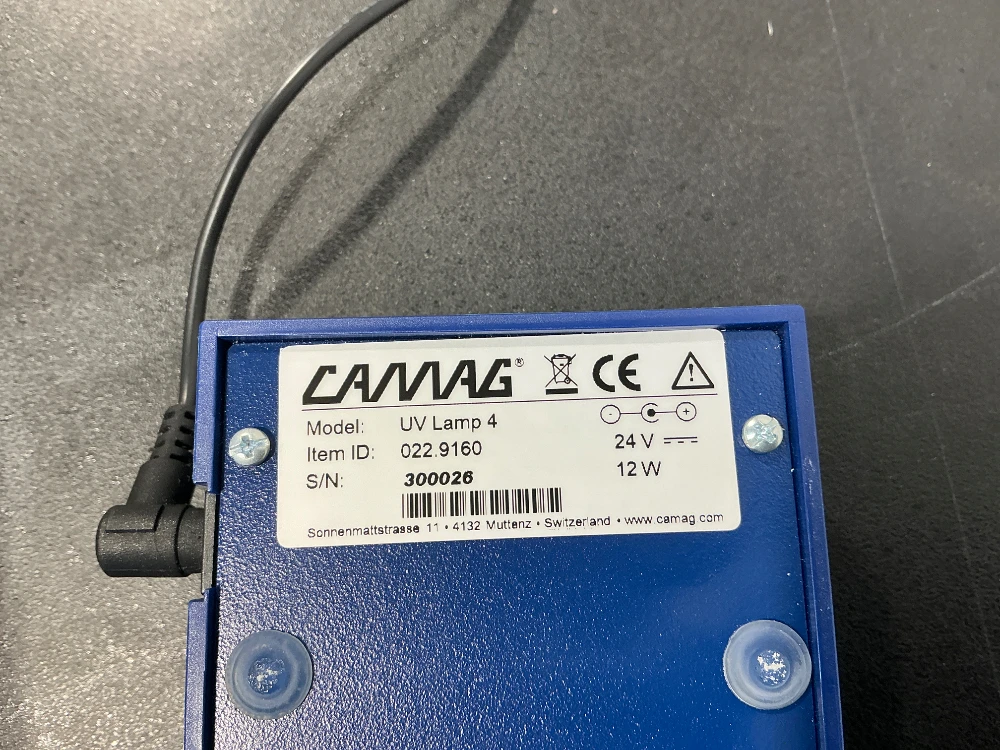 CAMAG®
CE
Model: UV Lamp 4
Item ID: 022.9160
24 V
S/N: 300026
12 W
Sonnenmattstrasse 11 • 4132 Muttenz • Switzerland • www.camag.com